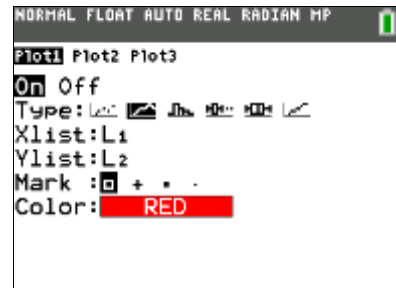 NORMAL FLOAT AUTO REAL RADIAN MP
Plot1 Plot2 Plot3
On Off
Type:
Xlist:L1
Ylist:L2
Mark :
Color: RED